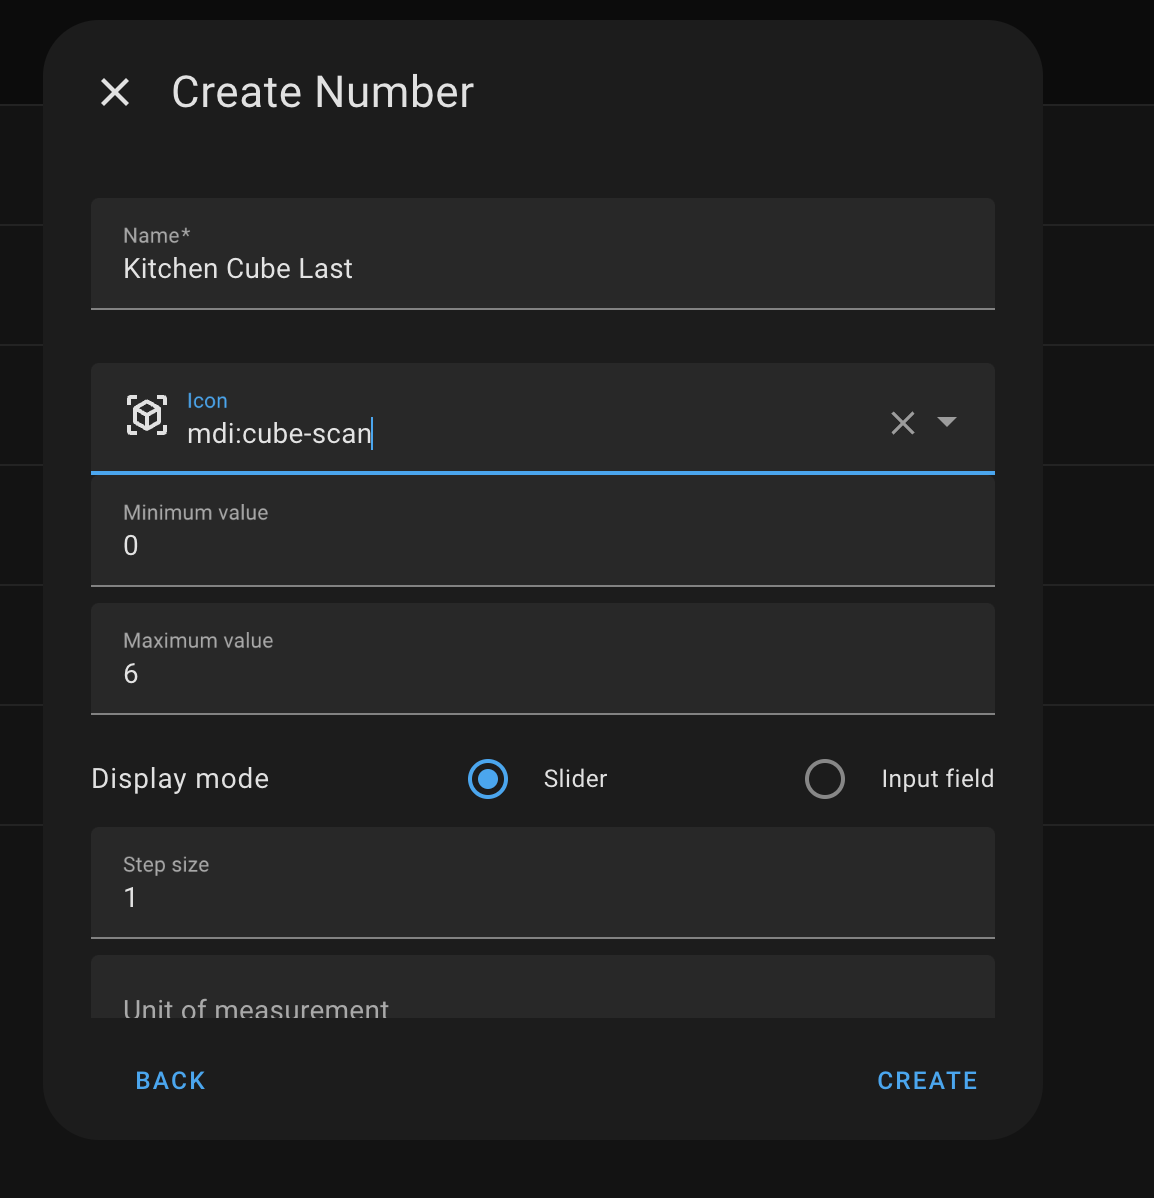 Create Number
Name*
Kitchen Cube Last
Icon
mdi:cube-scan
Minimum value
0
Maximum value
6
Display mode
Slider
Input field
Step size
1
Unit of measurement
BACK
CREATE